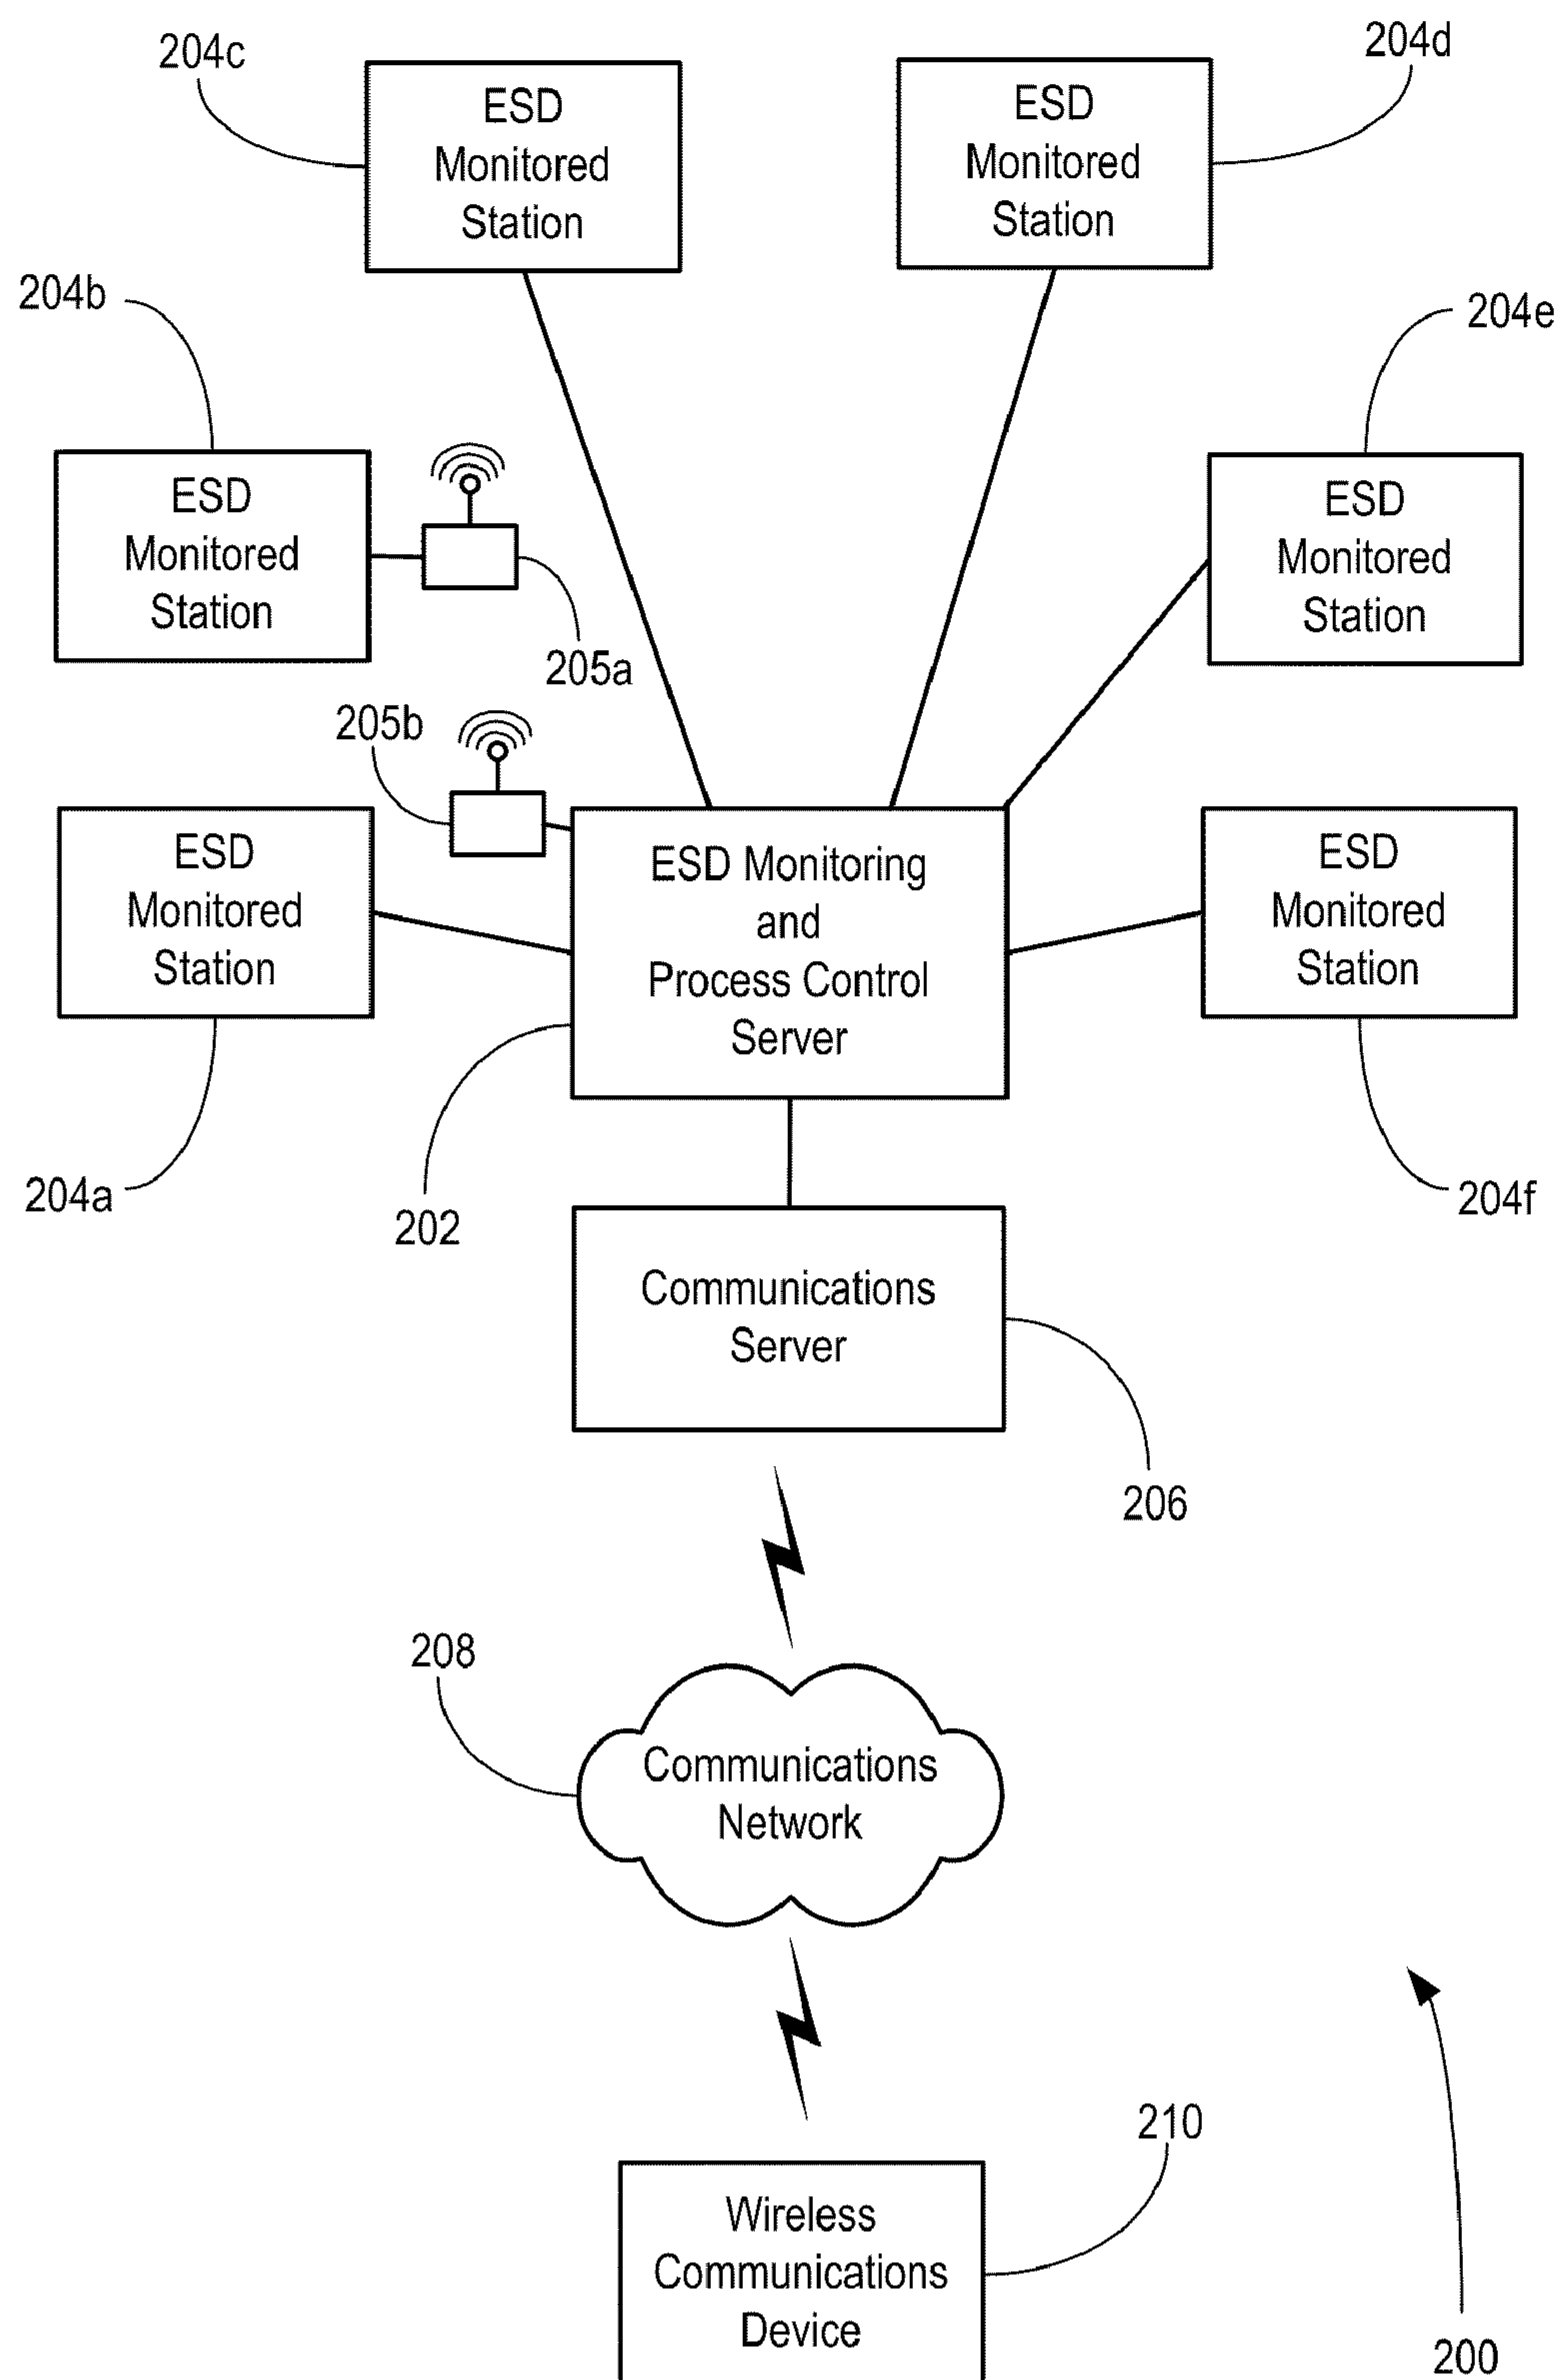 204c
204d
ESD
Monitored
Station
ESD
Monitored
Station
204b
204e
ESD
Monitored
Station
ESD
Monitored
Station
205a
205b
ESD
Monitored
Station
ESD Monitoring
and
Process Control
Server
ESD
Monitored
Station
204a
202
204f
Communications
Server
206
208
Communications
Network
210
Wireless
Communications
Device
200